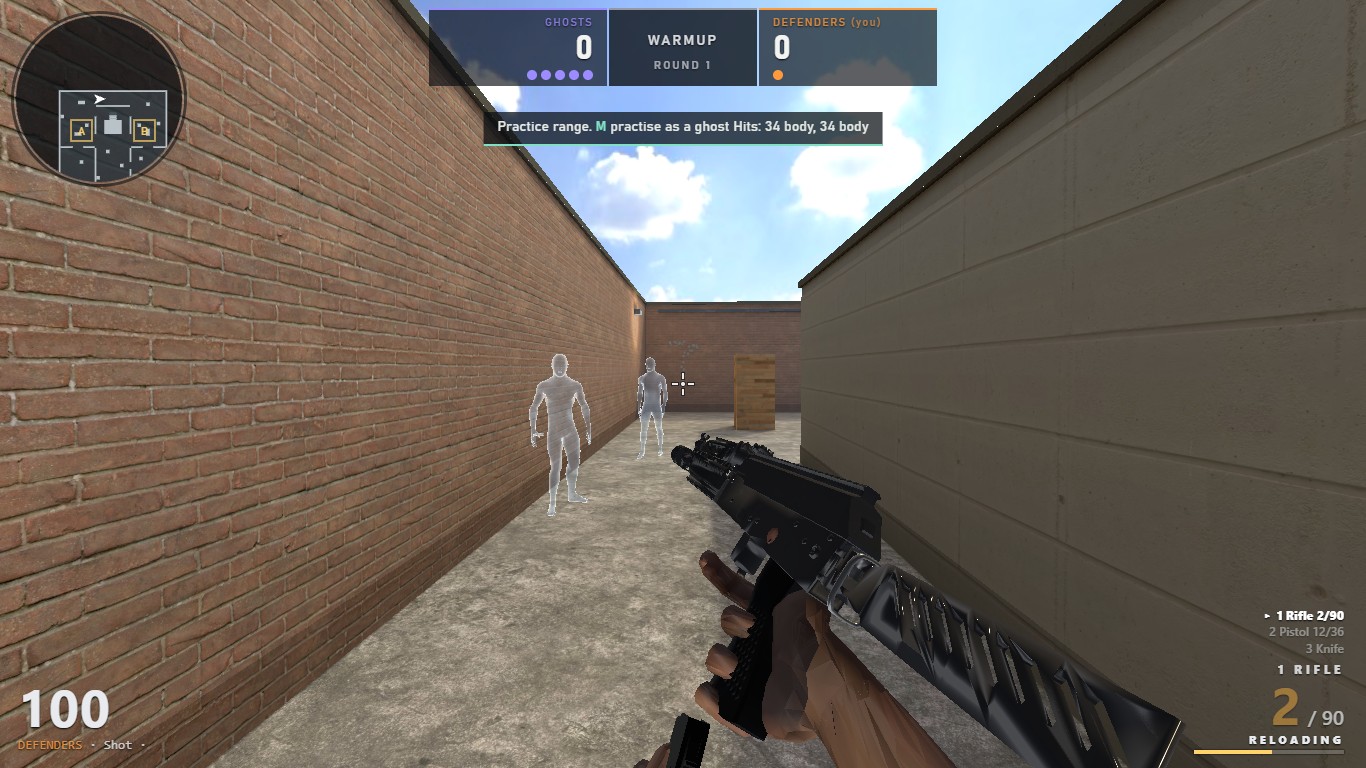 GHOSTS
0
WARMUP
ROUND 1
DEFENDERS (you)
0
A
B
Practice range. M practise as a ghost Hits: 34 body, 34 body
▸ 1 Rifle 2/90
2 Pistol 12/36
3 Knife
1 RIFLE
2 / 90
RELOADING
100
DEFENDERS · Shot ·